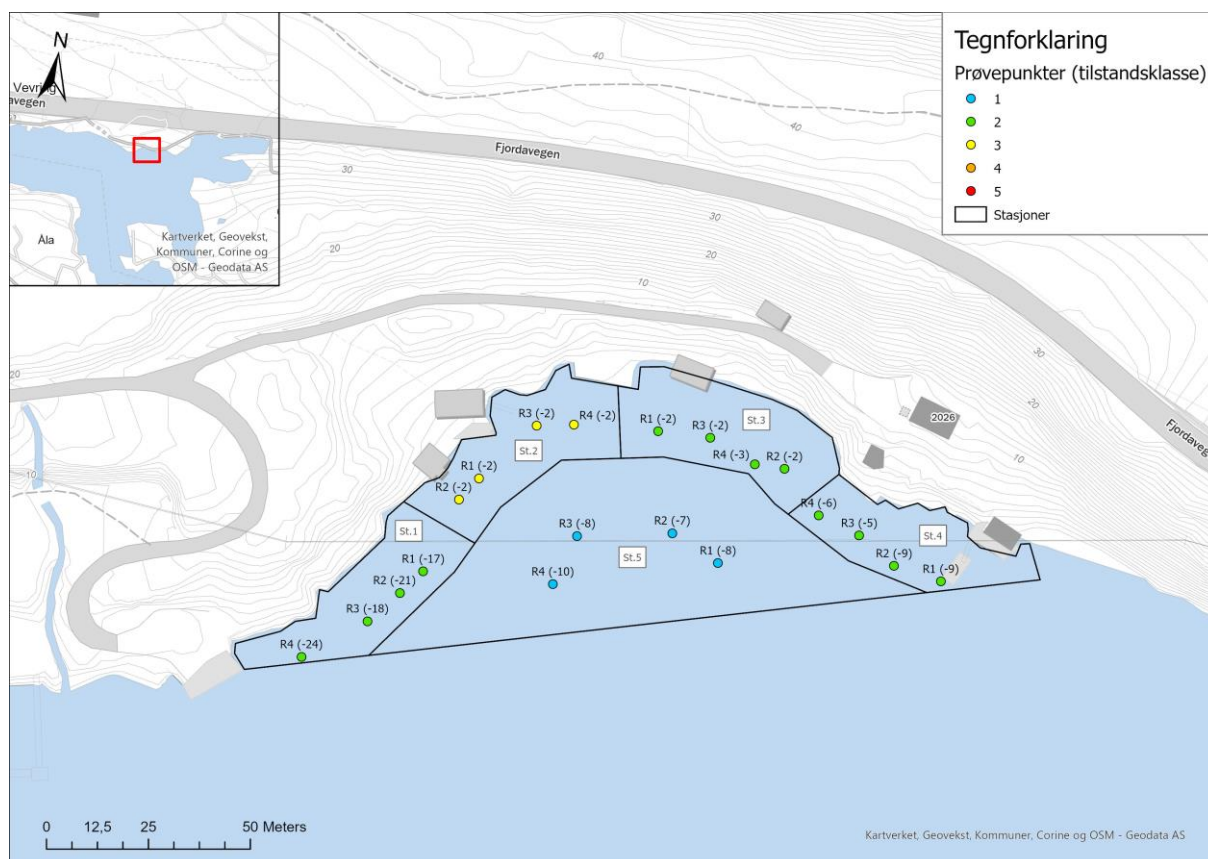 N
Vevring
avegen
Åla
Kartverket, Geovekst,
Kommuner, Corine og
OSM - Geodata AS
Tegnforklaring
Prøvepunkter (tilstandsklasse)
1
2
3
4
5
Stasjoner
40
40
Fjordavegen
30
30
20
20
10
30
20
20
2026
10
Fjordavegen
10
R3 (-2)
R4 (-2)
St.2
R1 (-2)
R2 (-2)
R1 (-2)
R3 (-2)
St.3
R4 (-3)
R2 (-2)
R4 (-6)
R3 (-5)
St.4
R2 (-9)
R1 (-9)
St.1
R1 (-17)
R2 (-21)
R3 (-18)
R4 (-24)
R3 (-8)
R2 (-7)
St.5
R1 (-8)
R4 (-10)
0 12,5 25 50 Meters
Kartverket, Geovekst, Kommuner, Corine og OSM - Geodata AS